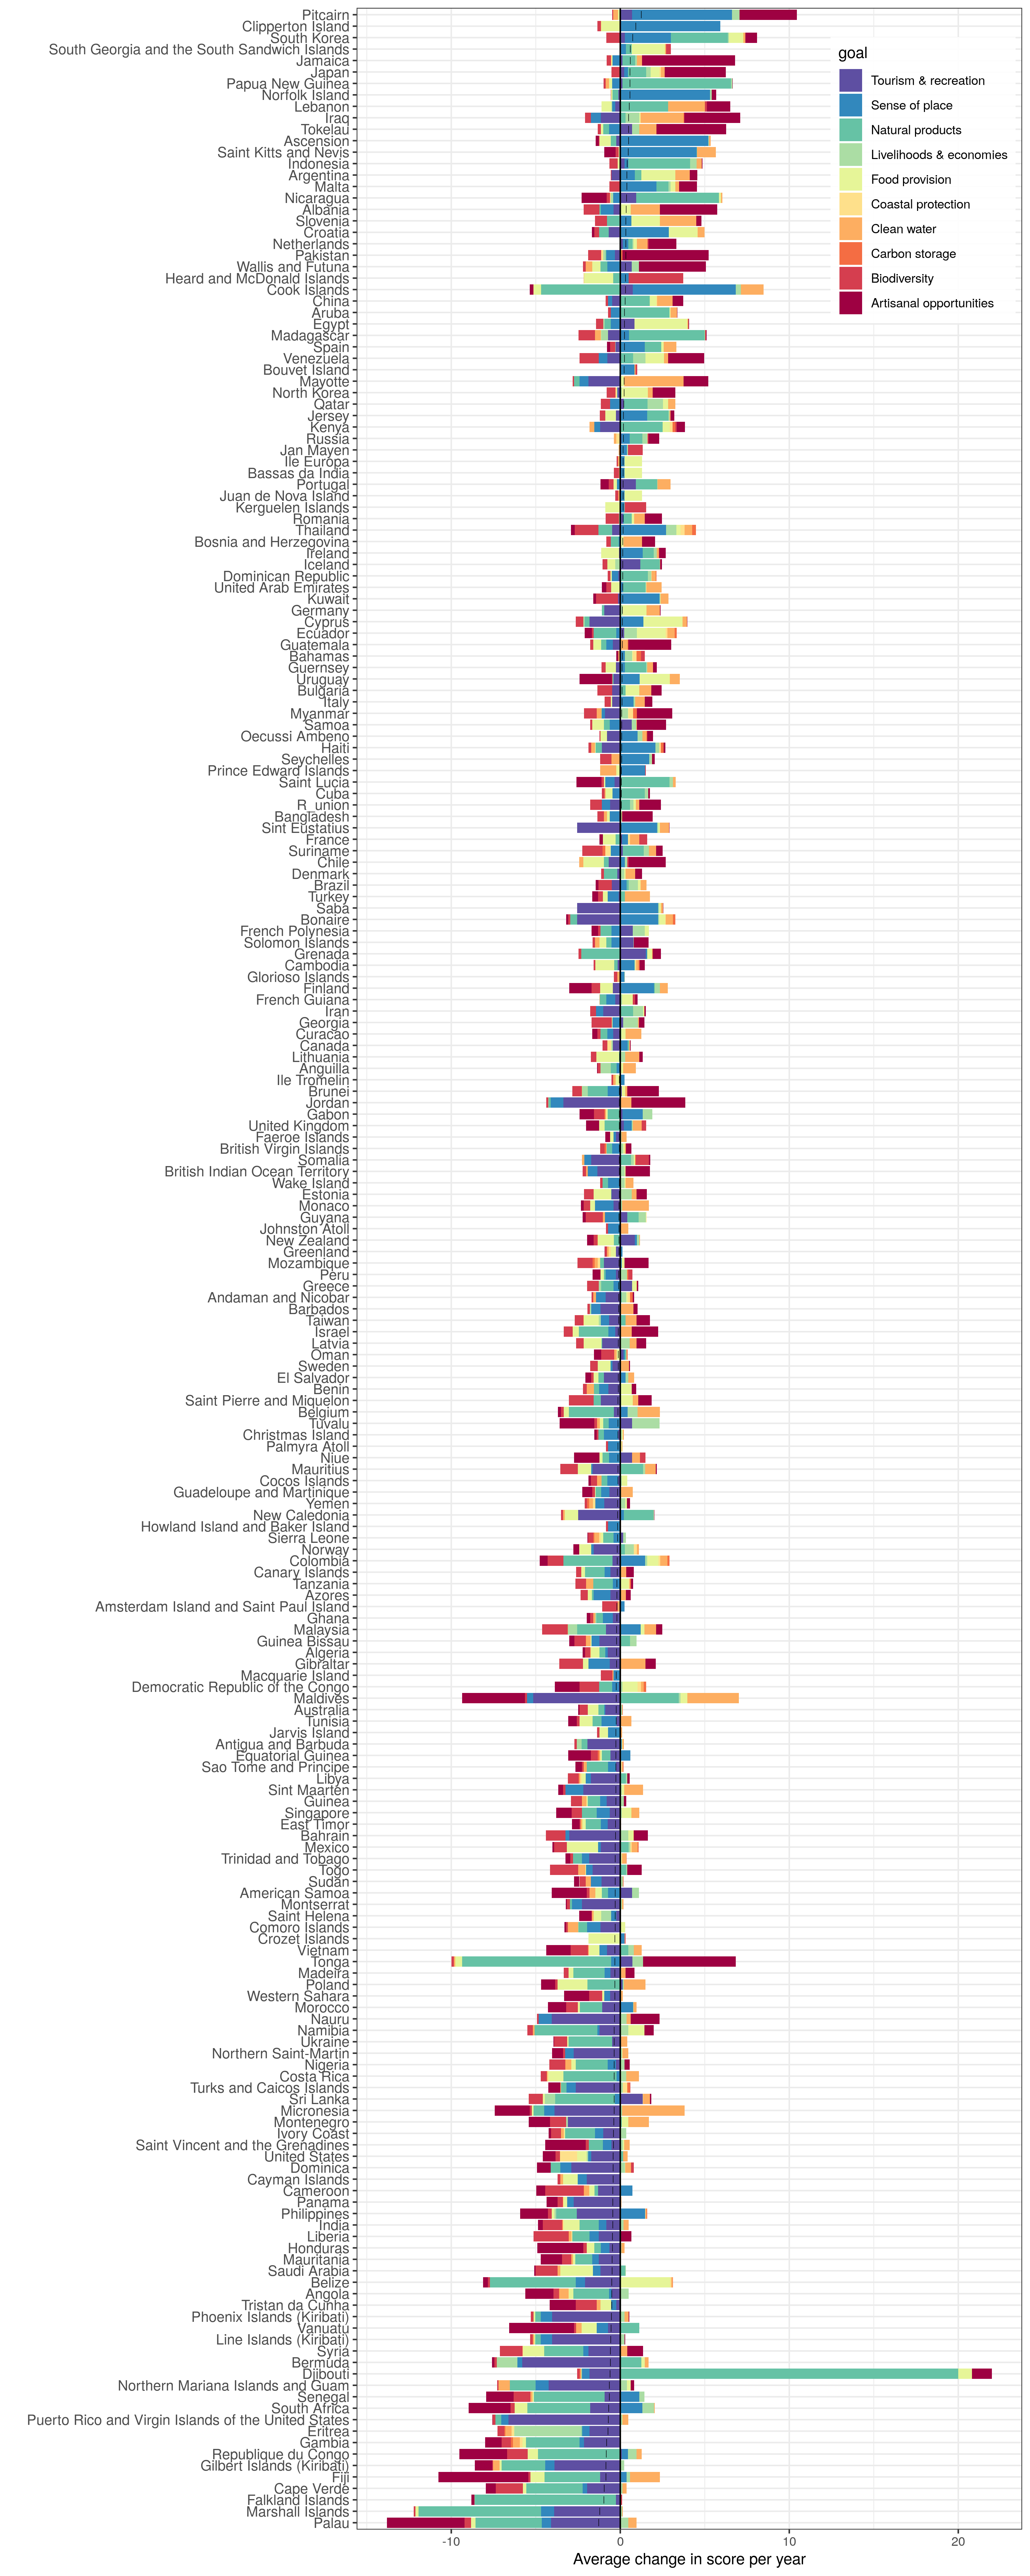 Pitcairn
Clipperton Island
South Korea
South Georgia and the South Sandwich Islands
Jamaica
Japan
Papua New Guinea
Norfolk Island
Lebanon
Iraq
Tokelau
Ascension
Saint Kitts and Nevis
Indonesia
Argentina
Malta
Nicaragua
Albania
Slovenia
Croatia
Netherlands
Pakistan
Wallis and Futuna
Heard and McDonald Islands
Cook Islands
China
Aruba
Egypt
Madagascar
Spain
Venezuela
Bouvet Island
Mayotte
North Korea
Qatar
Jersey
Kenya
Russia
Jan Mayen
Ile Europa
Bassas da India
Portugal
Juan de Nova Island
Kerguelen Islands
Romania
Thailand
Bosnia and Herzegovina
Ireland
Iceland
Dominican Republic
United Arab Emirates
Kuwait
Germany
Cyprus
Ecuador
Guatemala
Bahamas
Guernsey
Uruguay
Bulgaria
Italy
Myanmar
Samoa
Oecussi Ambeno
Haiti
Seychelles
Prince Edward Islands
Saint Lucia
Cuba
R_union
Bangladesh
Sint Eustatius
France
Suriname
Chile
Denmark
Brazil
Turkey
Saba
Bonaire
French Polynesia
Solomon Islands
Grenada
Cambodia
Glorioso Islands
Finland
French Guiana
Iran
Georgia
Curacao
Canada
Lithuania
Anguilla
Ile Tromelin
Brunei
Jordan
Gabon
United Kingdom
Faeroe Islands
British Virgin Islands
Somalia
British Indian Ocean Territory
Wake Island
Estonia
Monaco
Guyana
Johnston Atoll
New Zealand
Greenland
Mozambique
Peru
Greece
Andaman and Nicobar
Barbados
Taiwan
Israel
Latvia
Oman
Sweden
El Salvador
Benin
Saint Pierre and Miquelon
Belgium
Tuvalu
Christmas Island
Palmyra Atoll
Niue
Mauritius
Cocos Islands
Guadeloupe and Martinique
Yemen
New Caledonia
Howland Island and Baker Island
Sierra Leone
Norway
Colombia
Canary Islands
Tanzania
Azores
Amsterdam Island and Saint Paul Island
Ghana
Malaysia
Guinea Bissau
Algeria
Gibraltar
Macquarie Island
Democratic Republic of the Congo
Maldives
Australia
Tunisia
Jarvis Island
Antigua and Barbuda
Equatorial Guinea
Sao Tome and Principe
Libya
Sint Maarten
Guinea
Singapore
East Timor
Bahrain
Mexico
Trinidad and Tobago
Togo
Sudan
American Samoa
Montserrat
Saint Helena
Comoro Islands
Crozet Islands
Vietnam
Tonga
Madeira
Poland
Western Sahara
Morocco
Nauru
Namibia
Ukraine
Northern Saint-Martin
Nigeria
Costa Rica
Turks and Caicos Islands
Sri Lanka
Micronesia
Montenegro
Ivory Coast
Saint Vincent and the Grenadines
United States
Dominica
Cayman Islands
Cameroon
Panama
Philippines
India
Liberia
Honduras
Mauritania
Saudi Arabia
Belize
Angola
Tristan da Cunha
Phoenix Islands (Kiribati)
Vanuatu
Line Islands (Kiribati)
Syria
Bermuda
Djibouti
Northern Mariana Islands and Guam
Senegal
South Africa
Puerto Rico and Virgin Islands of the United States
Eritrea
Gambia
Republique du Congo
Gilbert Islands (Kiribati)
Fiji
Cape Verde
Falkland Islands
Marshall Islands
Palau
-10 0 10 20
Average change in score per year
goal
Tourism & recreation
Sense of place
Natural products
Livelihoods & economies
Food provision
Coastal protection
Clean water
Carbon storage
Biodiversity
Artisanal opportunities